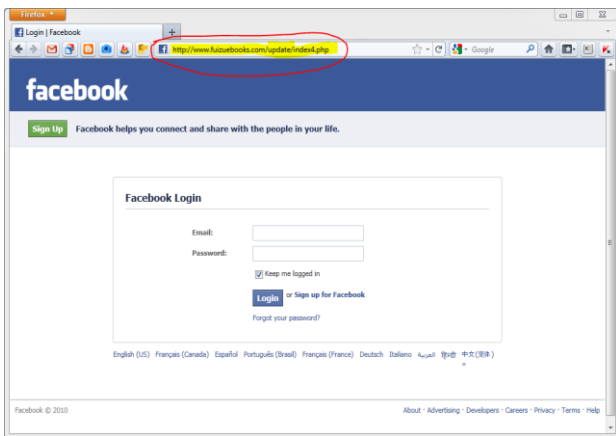 Firefox
Login | Facebook
http://www.fuizuebooks.com/update/index4.php
Google
facebook
Sign Up Facebook helps you connect and share with the people in your life.
Facebook Login
Email:
Password:
Keep me logged in
Login or Sign up for Facebook
Forgot your password?
English (US) Français (Canada) Español Português (Brasil) Français (France) Deutsch Italiano العربية हिन्दी 中文(简体)
»
Facebook © 2010
About · Advertising · Developers · Careers · Privacy · Terms · Help